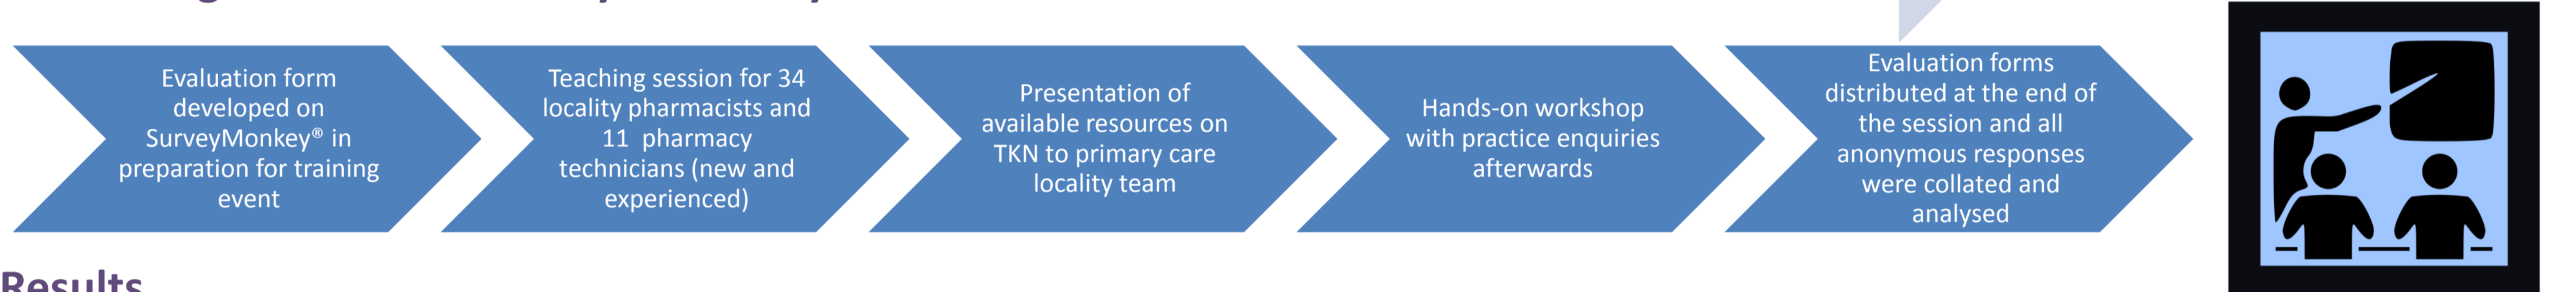 Evaluation form
developed on
SurveyMonkey® in
preparation for training
event
Teaching session for 34
locality pharmacists and
11 pharmacy
technicians (new and
experienced)
Presentation of
available resources on
TKN to primary care
locality team
Hands-on workshop
with practice enquiries
afterwards
Evaluation forms
distributed at the end of
the session and all
anonymous responses
were collated and
analysed
Results